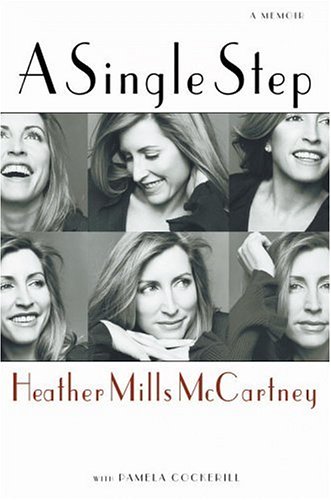 A MEMOIR
A Single Step
Heather Mills McCartney
WITH PAMELA COCKERILL